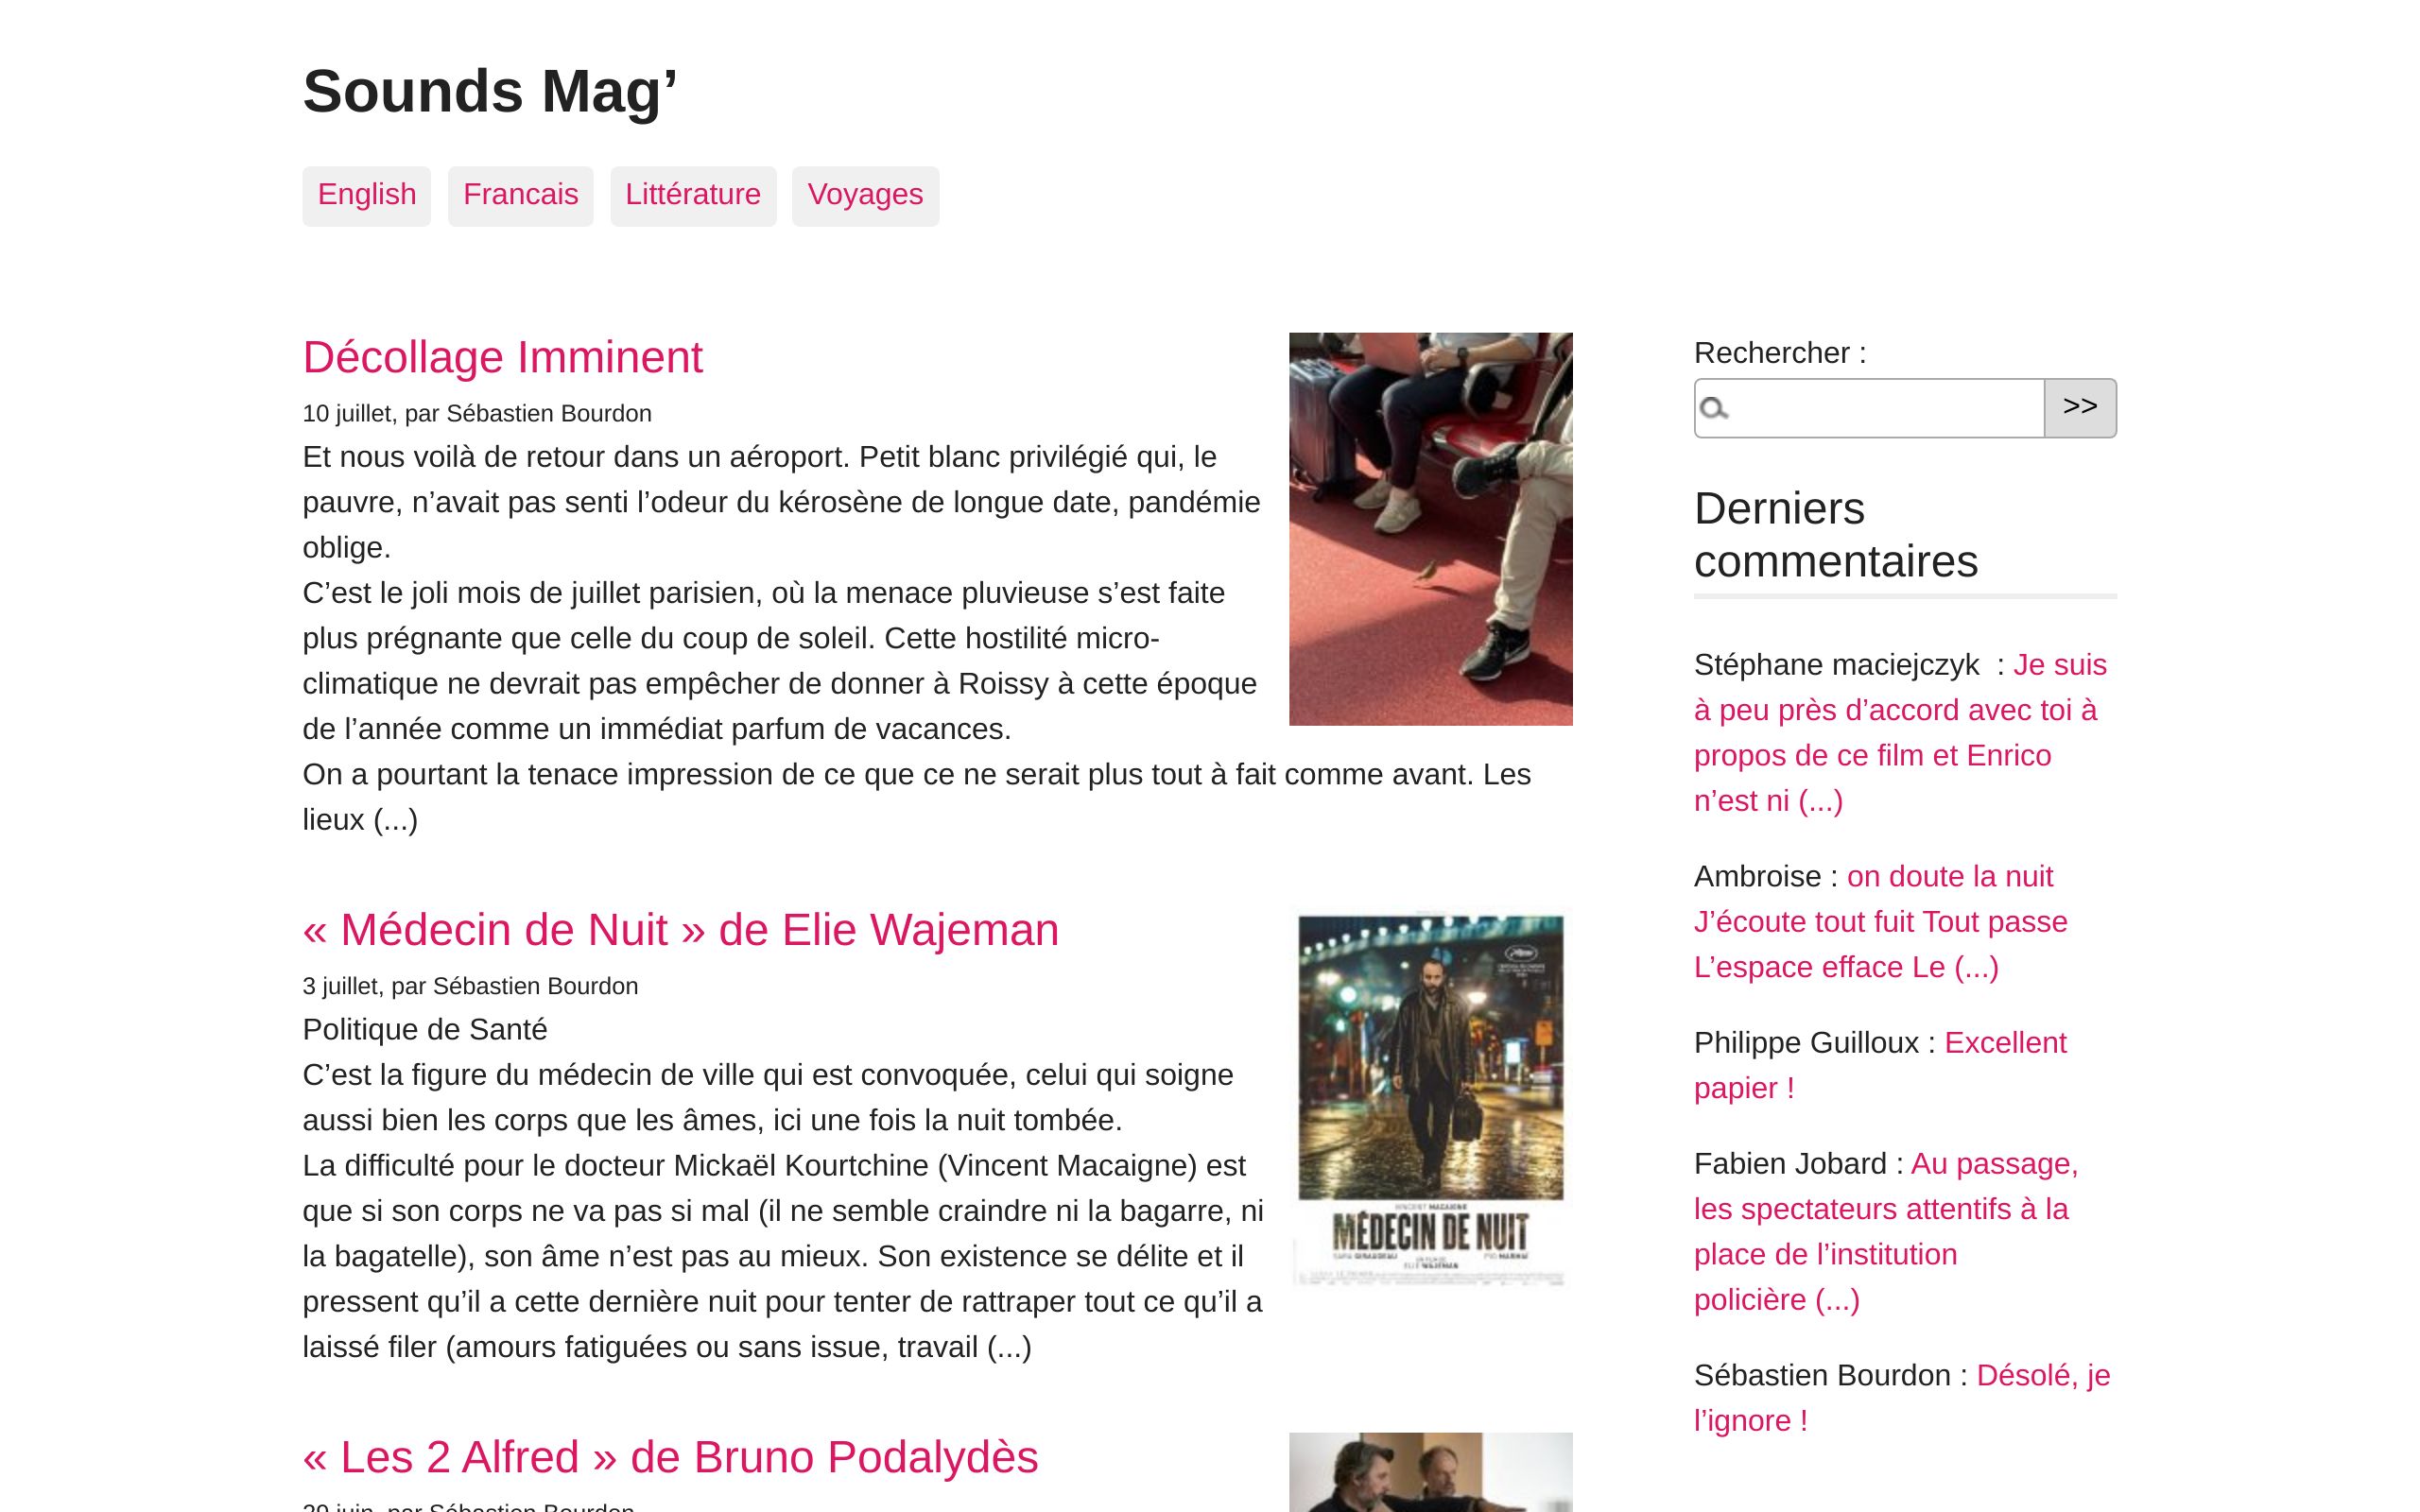 Sounds Mag’
English
Francais
Littérature
Voyages
Décollage Imminent
10 juillet, par Sébastien Bourdon
Et nous voilà de retour dans un aéroport. Petit blanc privilégié qui, le
pauvre, n’avait pas senti l’odeur du kérosène de longue date, pandémie
oblige.
C’est le joli mois de juillet parisien, où la menace pluvieuse s’est faite
plus prégnante que celle du coup de soleil. Cette hostilité micro-
climatique ne devrait pas empêcher de donner à Roissy à cette époque
de l’année comme un immédiat parfum de vacances.
On a pourtant la tenace impression de ce que ce ne serait plus tout à fait comme avant. Les
lieux (...)
« Médecin de Nuit » de Elie Wajeman
3 juillet, par Sébastien Bourdon
Politique de Santé
C’est la figure du médecin de ville qui est convoquée, celui qui soigne
aussi bien les corps que les âmes, ici une fois la nuit tombée.
La difficulté pour le docteur Mickaël Kourtchine (Vincent Macaigne) est
que si son corps ne va pas si mal (il ne semble craindre ni la bagarre, ni
la bagatelle), son âme n’est pas au mieux. Son existence se délite et il
pressent qu’il a cette dernière nuit pour tenter de rattraper tout ce qu’il a
laissé filer (amours fatiguées ou sans issue, travail (...)
VINCENT MACAIGNE
MÉDECIN DE NUIT
SARA GIRAUDEAU
PIO MARMAÏ
ELIE WAJEMAN
« Les 2 Alfred » de Bruno Podalydès
29 juin, par Sébastien Bourdon
Rechercher :
>>
Derniers
commentaires
Stéphane maciejczyk  : Je suis
à peu près d’accord avec toi à
propos de ce film et Enrico
n’est ni (...)
Ambroise : on doute la nuit
J’écoute tout fuit Tout passe
L’espace efface Le (...)
Philippe Guilloux : Excellent
papier !
Fabien Jobard : Au passage,
les spectateurs attentifs à la
place de l’institution
policière (...)
Sébastien Bourdon : Désolé, je
l’ignore !